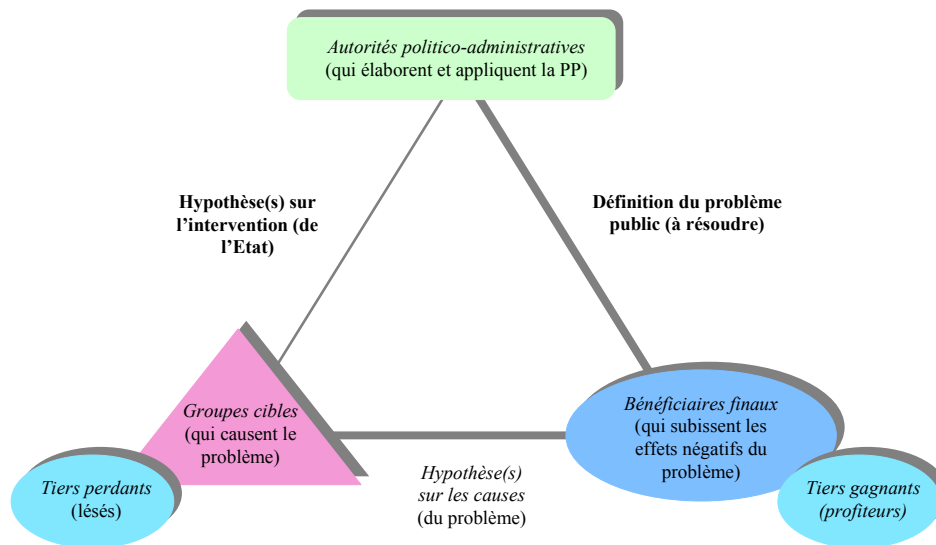 Autorités politico-administratives
(qui élaborent et appliquent la PP)
Hypothèse(s) sur
l'intervention (de
l'Etat)
Définition du problème
public (à résoudre)
Groupes cibles
(qui causent le
problème)
Bénéficiaires finaux
(qui subissent les
effets négatifs du
problème)
Tiers perdants
(lésés)
Hypothèse(s)
sur les causes
(du problème)
Tiers gagnants
(profiteurs)